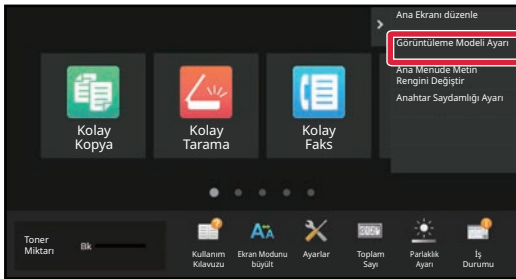 Ana Ekranı düzenle
Görüntüleme Modeli Ayarı
Ana Menüde Metin
Rengini Değiştir
Anahtar Saydamlığı Ayarı
Kolay
Kopya
Kolay
Tarama
Kolay
Faks
Toner
Miktarı
Bk
Kullanım
Kılavuzu
Ekran Modunu
büyült
Ayarlar
Toplam
Sayı
Parlaklık
Ayarı
İş
Durumu